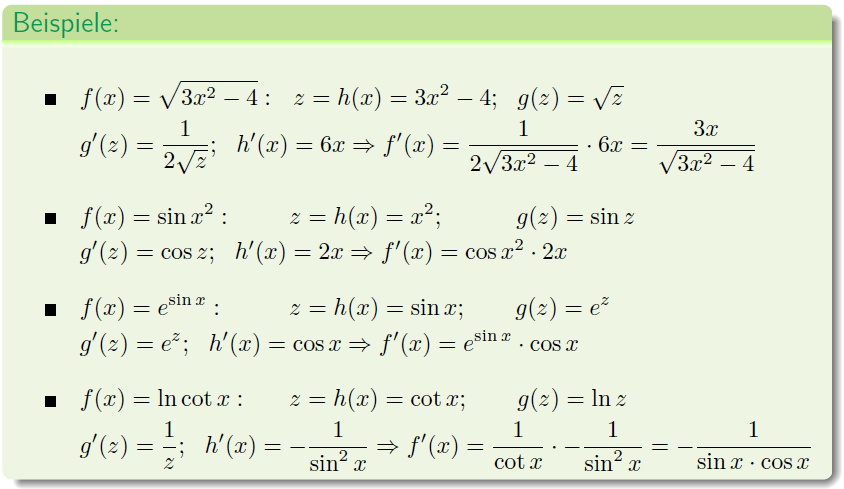 Beispiele:
■ f(x) = √(3x² − 4) : z = h(x) = 3x² − 4; g(z) = √z
g′(z) = 1/(2√z); h′(x) = 6x ⇒ f′(x) = 1/(2√(3x² − 4)) · 6x = 3x/√(3x² − 4)
■ f(x) = sin x² : z = h(x) = x²; g(z) = sin z
g′(z) = cos z; h′(x) = 2x ⇒ f′(x) = cos x² · 2x
■ f(x) = e^(sin x) : z = h(x) = sin x; g(z) = e^z
g′(z) = e^z; h′(x) = cos x ⇒ f′(x) = e^(sin x) · cos x
■ f(x) = ln cot x : z = h(x) = cot x; g(z) = ln z
g′(z) = 1/z; h′(x) = −1/(sin² x) ⇒ f′(x) = 1/(cot x) · −1/(sin² x) = −1/(sin x · cos x)